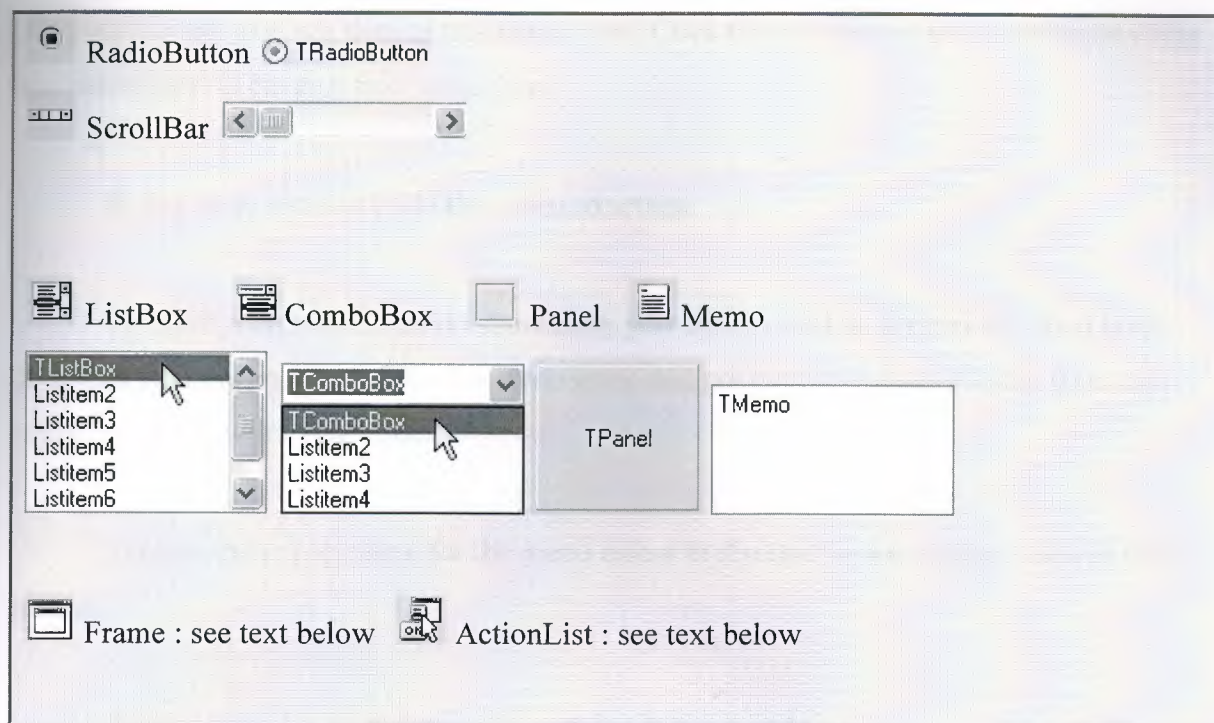 RadioButton TRadioButton
ScrollBar
ListBox ComboBox Panel Memo
TListBox
Listitem2
Listitem3
Listitem4
Listitem5
Listitem6
TComboBox
TComboBox
Listitem2
Listitem3
Listitem4
TPanel
TMemo
Frame : see text below ActionList : see text below